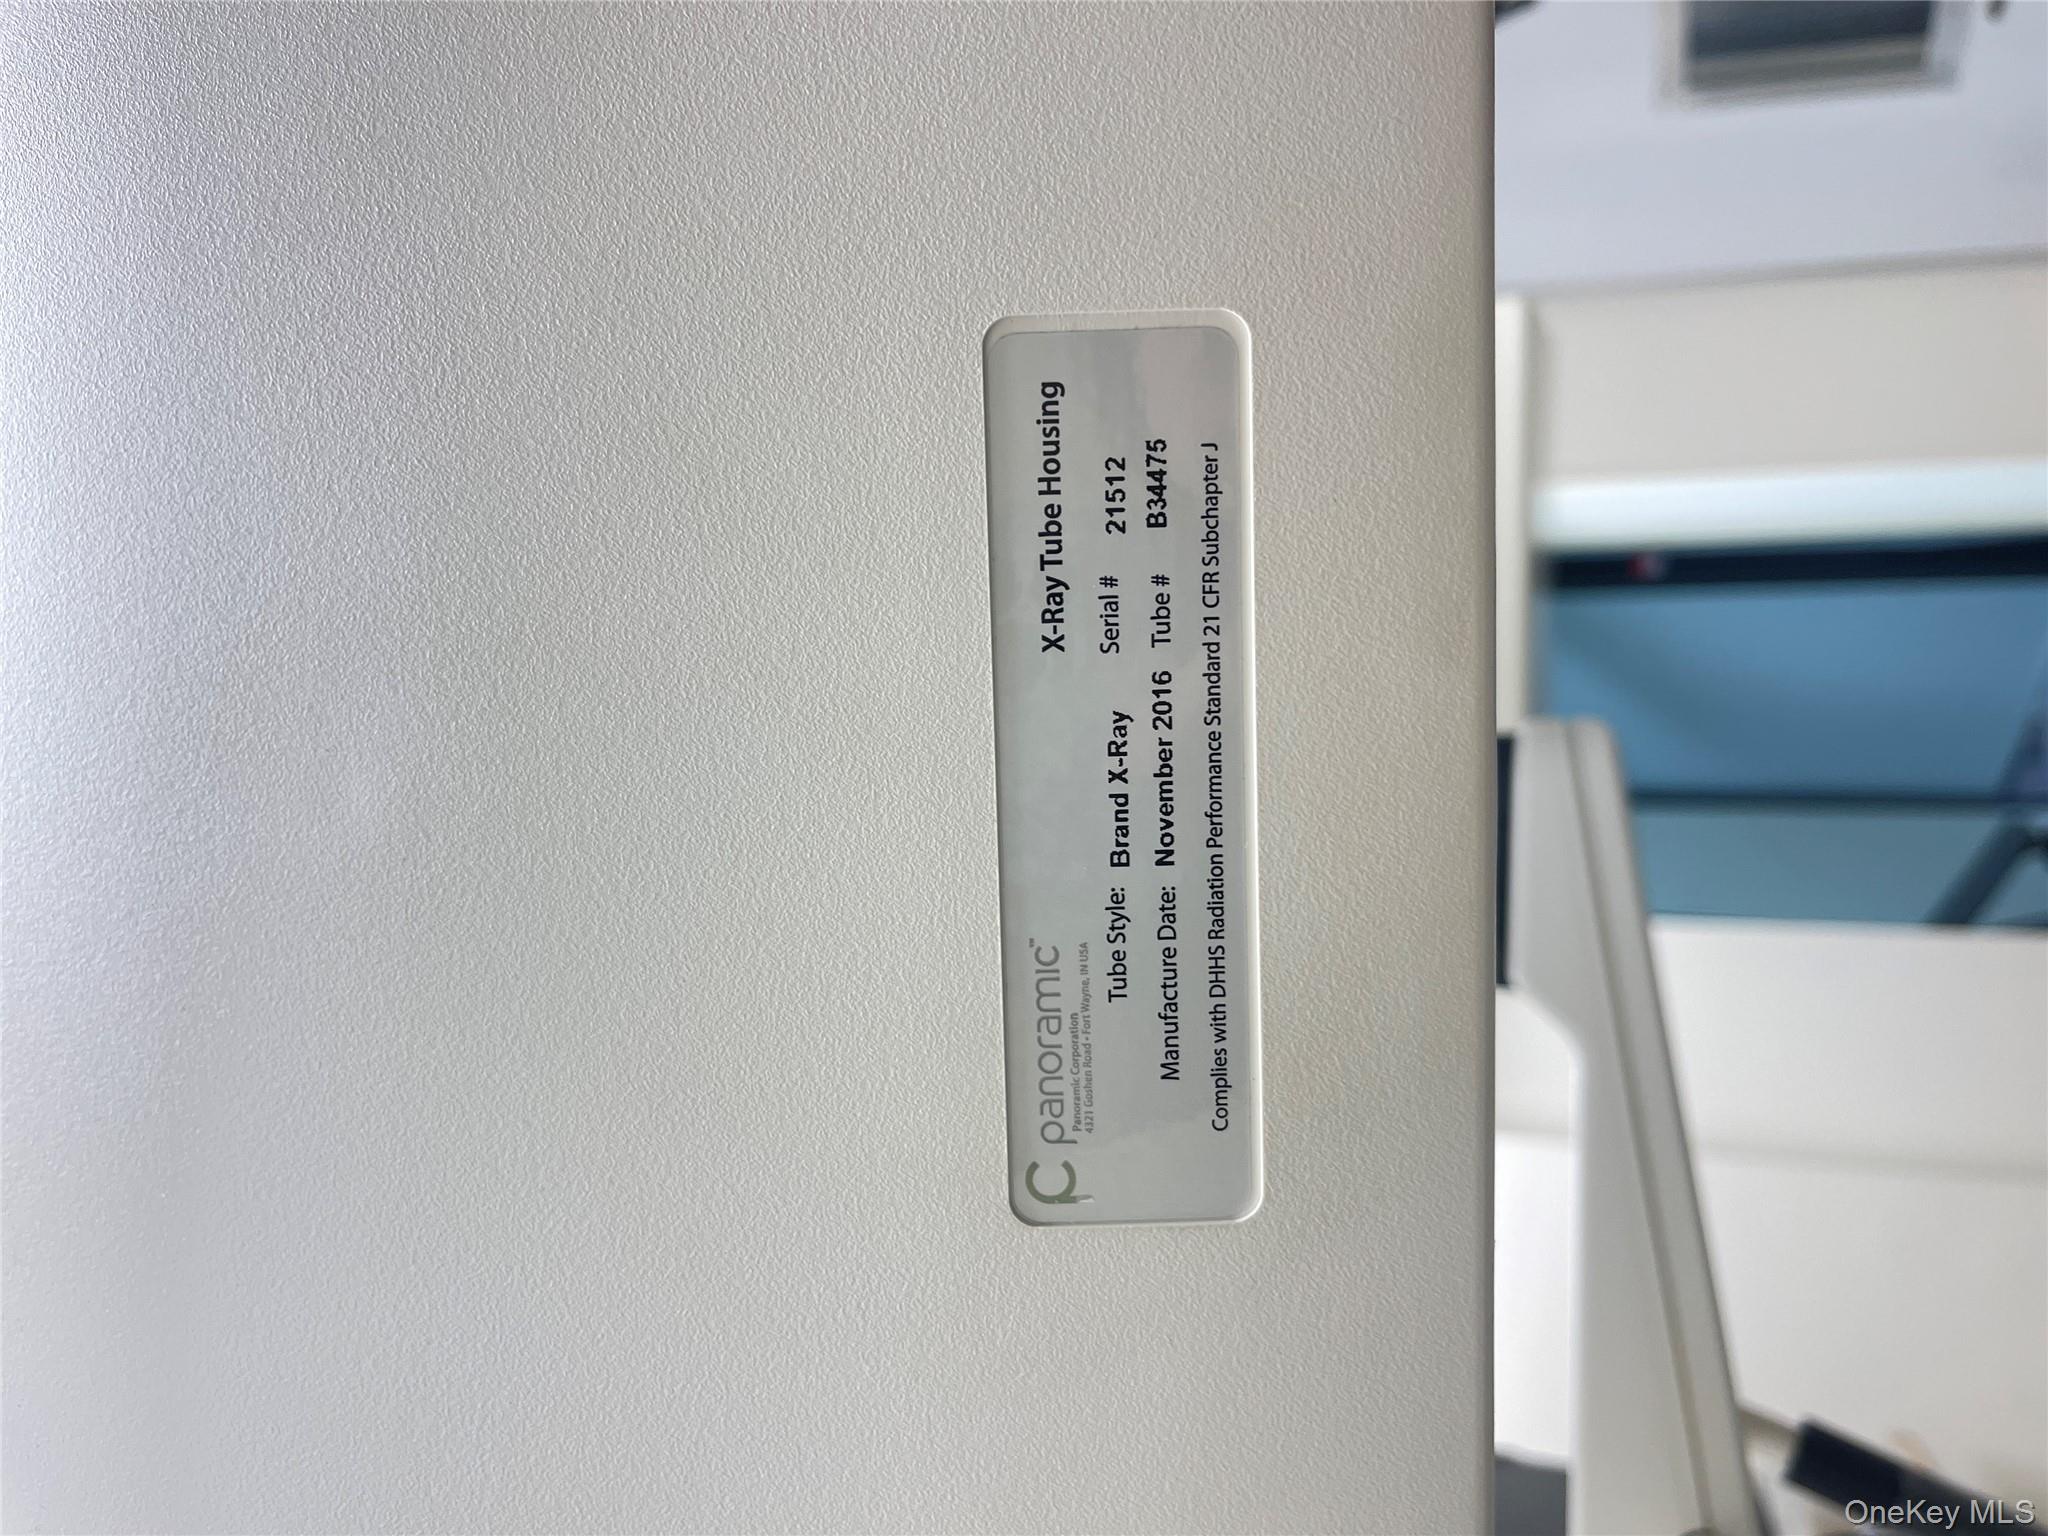 panoramic™
X-Ray Tube Housing
Panoramic Corporation
4321 Goshen Road • Fort Wayne, IN USA
Tube Style: Brand X-Ray Serial # 21512
Manufacture Date: November 2016 Tube # B34475
Complies with DHHS Radiation Performance Standard 21 CFR Subchapter J
OneKey MLS